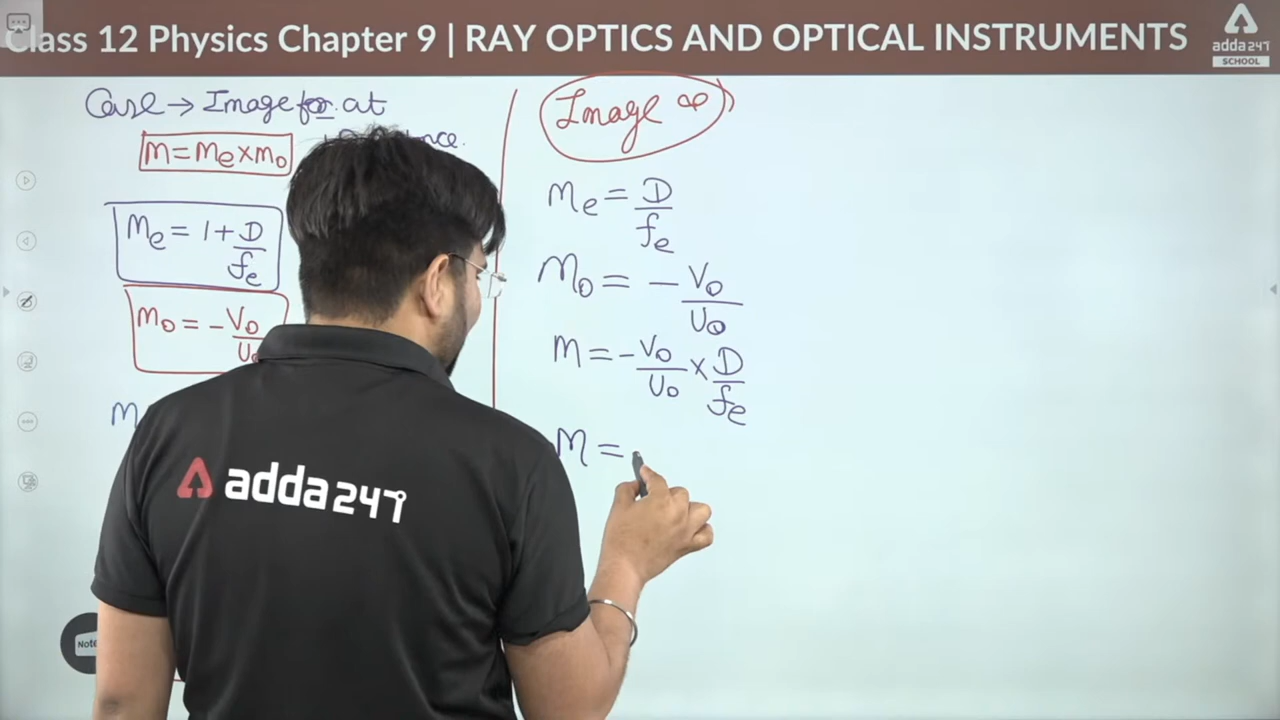 Class 12 Physics Chapter 9 | RAY OPTICS AND OPTICAL INSTRUMENTS
adda247
SCHOOL
Case → Image for at
m = me × mo
Me = 1 + D/fe
mo = -Vo
M
Image ∞
Me = D/fe
Mo = - Vo/Uo
M = - Vo/Uo × D/fe
M =
adda247
Note